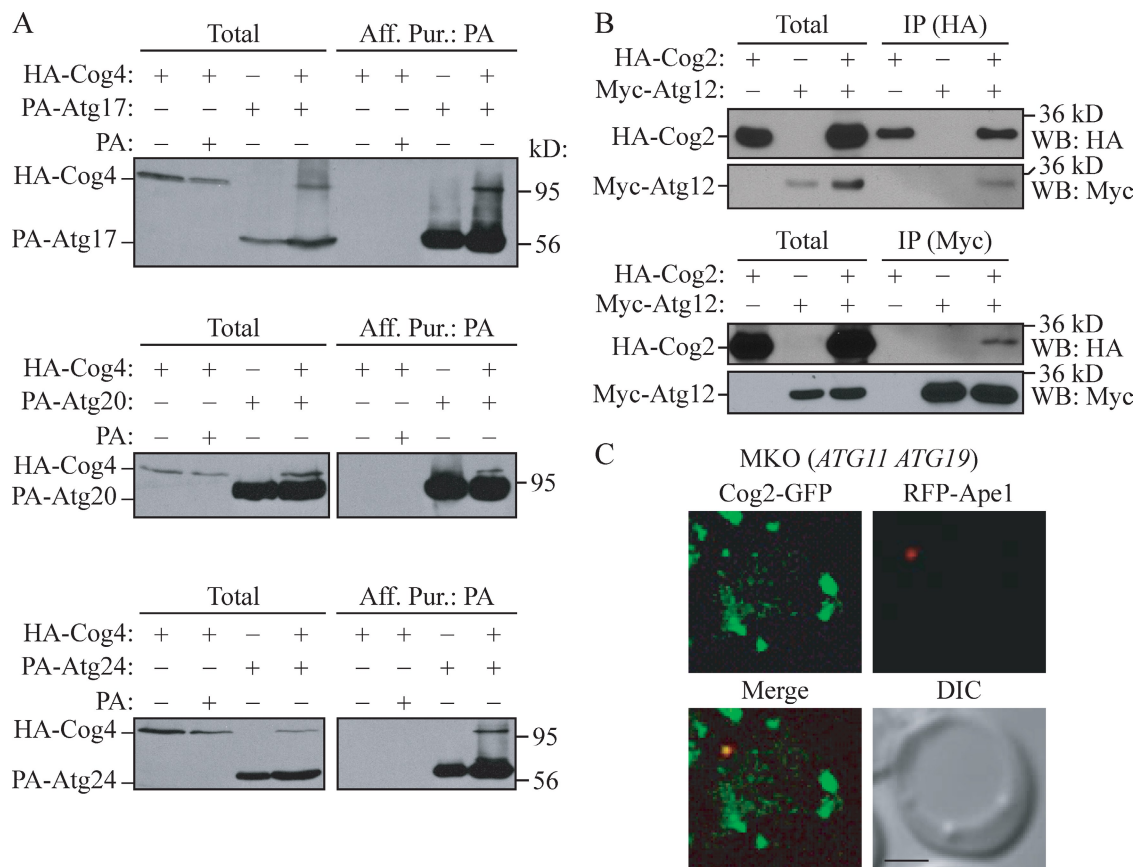 A
Total Aff. Pur.: PA
HA-Cog4: + + – + + + – +
PA-Atg17: – – + + – – + +
PA: – + – – – + – –
kD:
HA-Cog4
95
PA-Atg17
56
Total Aff. Pur.: PA
HA-Cog4: + + – + + + – +
PA-Atg20: – – + + – – + +
PA: – + – – – + – –
HA-Cog4
95
PA-Atg20
Total Aff. Pur.: PA
HA-Cog4: + + – + + + – +
PA-Atg24: – – + + – – + +
PA: – + – – – + – –
HA-Cog4
95
PA-Atg24
56
B
Total IP (HA)
HA-Cog2: + – + + – +
Myc-Atg12: – + + – + +
36 kD
HA-Cog2 WB: HA
36 kD
Myc-Atg12 WB: Myc
Total IP (Myc)
HA-Cog2: + – + + – +
Myc-Atg12: – + + – + +
36 kD
HA-Cog2 WB: HA
36 kD
Myc-Atg12 WB: Myc
C
MKO (ATG11 ATG19)
Cog2-GFP RFP-Ape1
Merge DIC